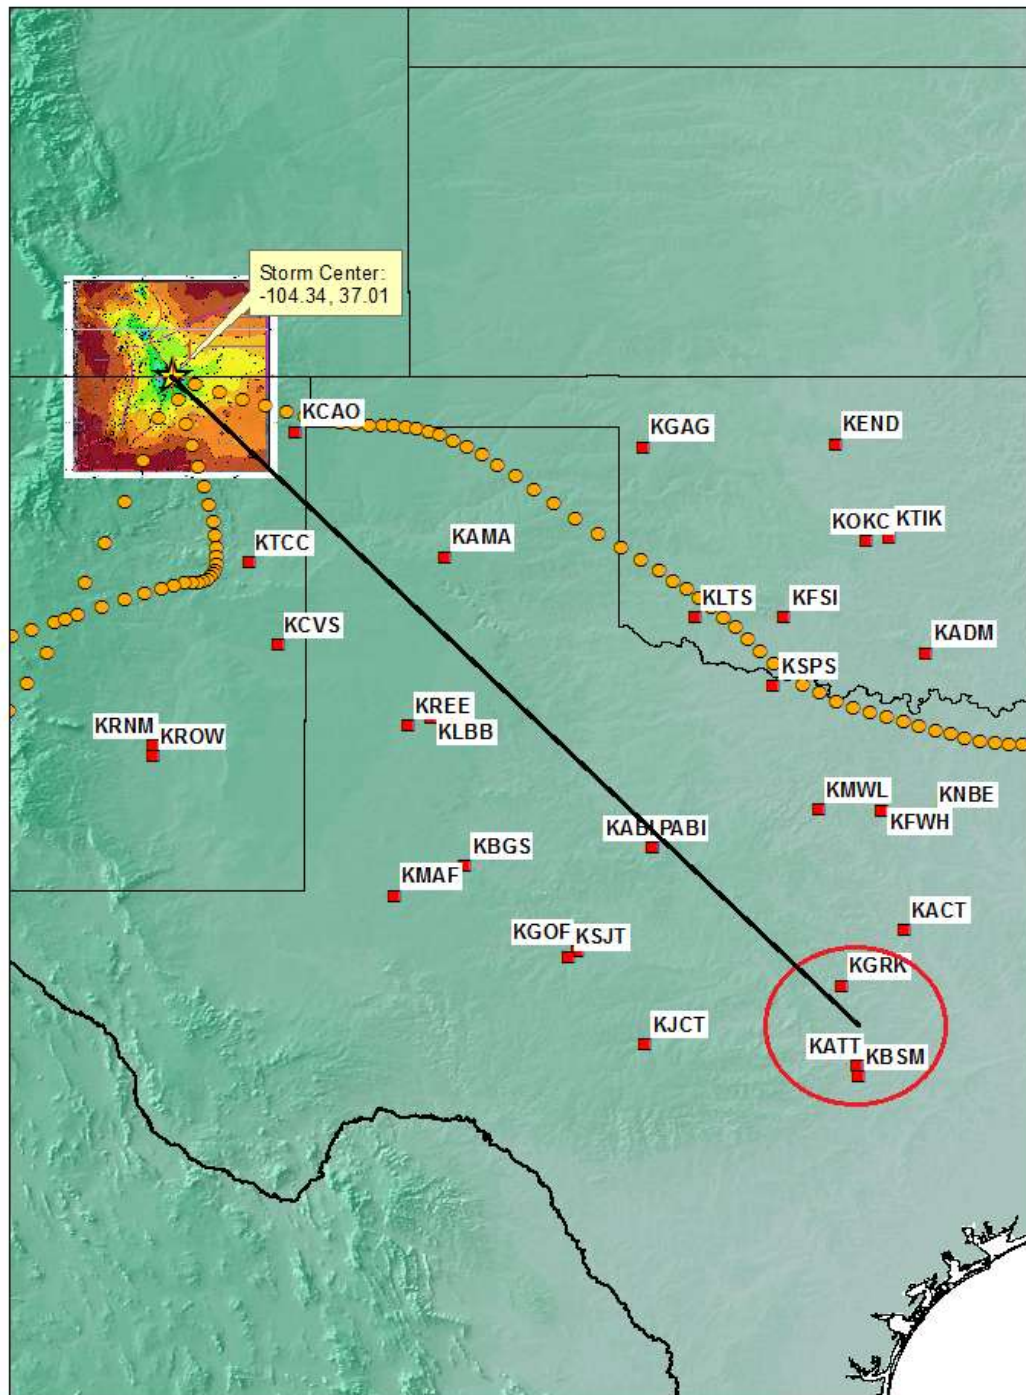 Storm Center:
-104.34, 37.01
KCAO
KGAG
KEND
KOKC
KTIK
KTCC
KAMA
KLTS
KFSI
KCVS
KADM
KSPS
KREE
KLBB
KRNM
KROW
KMWL
KNBE
KFWH
KABI
PABI
KBGS
KMAF
KACT
KGOF
KSJT
KGRK
KJCT
KATT
KBSM